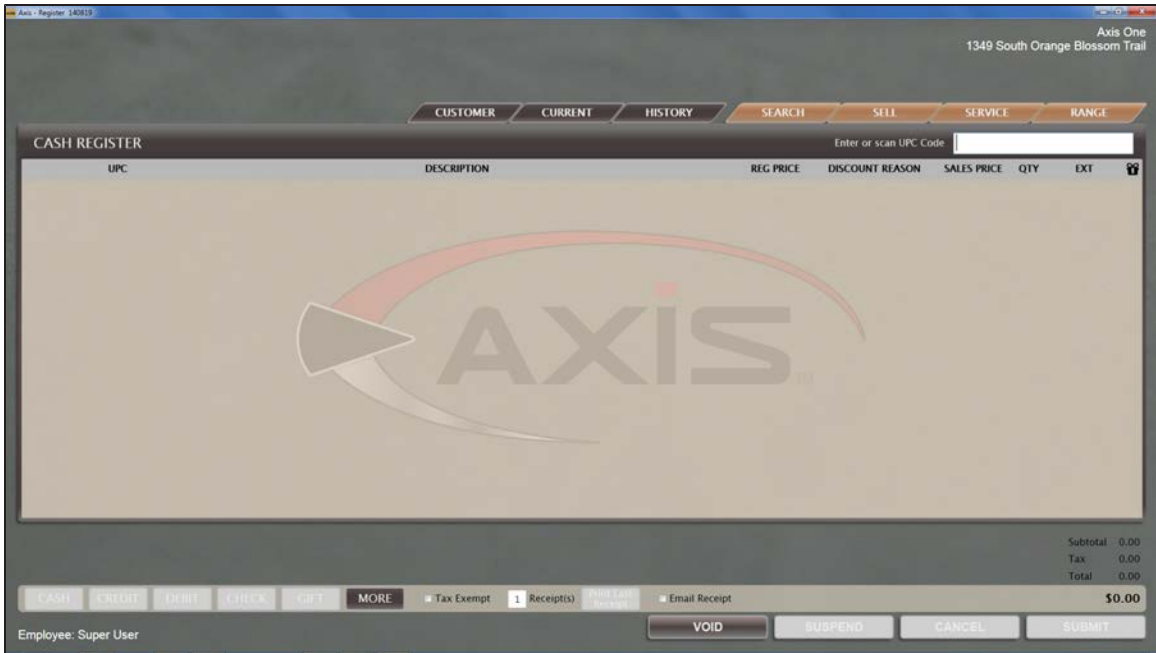 Axis - Register 140819
Axis One
1349 South Orange Blossom Trail
CUSTOMER CURRENT HISTORY SEARCH SELL SERVICE RANGE
CASH REGISTER Enter or scan UPC Code
UPC DESCRIPTION REG PRICE DISCOUNT REASON SALES PRICE QTY EXT
AXIS
Subtotal 0.00
Tax 0.00
Total 0.00
CASH CREDIT DEBIT CHECK GIFT MORE Tax Exempt 1 Receipt(s) Print Last Receipt Email Receipt $0.00
VOID SUSPEND CANCEL SUBMIT
Employee: Super User